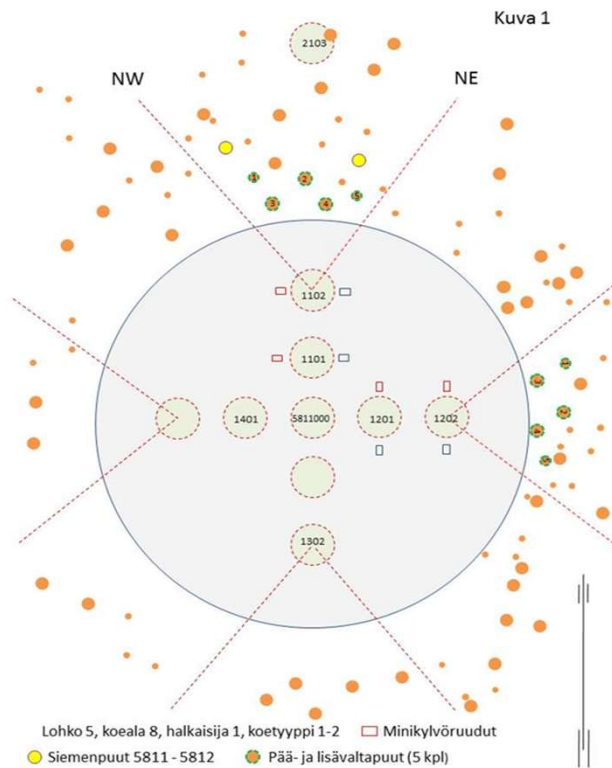 Kuva 1
2103
NW
NE
1
2
5
3
4
1102
1101
1401
5811000
1201
1202
1302
Lohko 5, koeala 8, halkaisija 1, koetyyppi 1-2
Minikylvöruudut
Siemenpuut 5811 - 5812
Pää- ja lisävaltapuut (5 kpl)